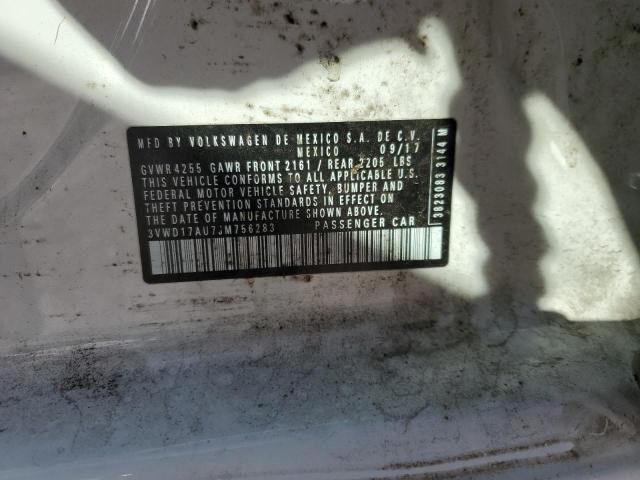 MFD BY VOLKSWAGEN DE MEXICO S.A. DE C.V.
MEXICO 09/17
GVWR 4255 GAWR FRONT 2161 / REAR 2205 LBS
THIS VEHICLE CONFORMS TO ALL APPLICABLE U.S.
FEDERAL MOTOR VEHICLE SAFETY, BUMPER AND
THEFT PREVENTION STANDARDS IN EFFECT ON THE
DATE OF MANUFACTURE SHOWN ABOVE.
3VWD17AU7JM756283 PASSENGER CAR
3823083 3144 M